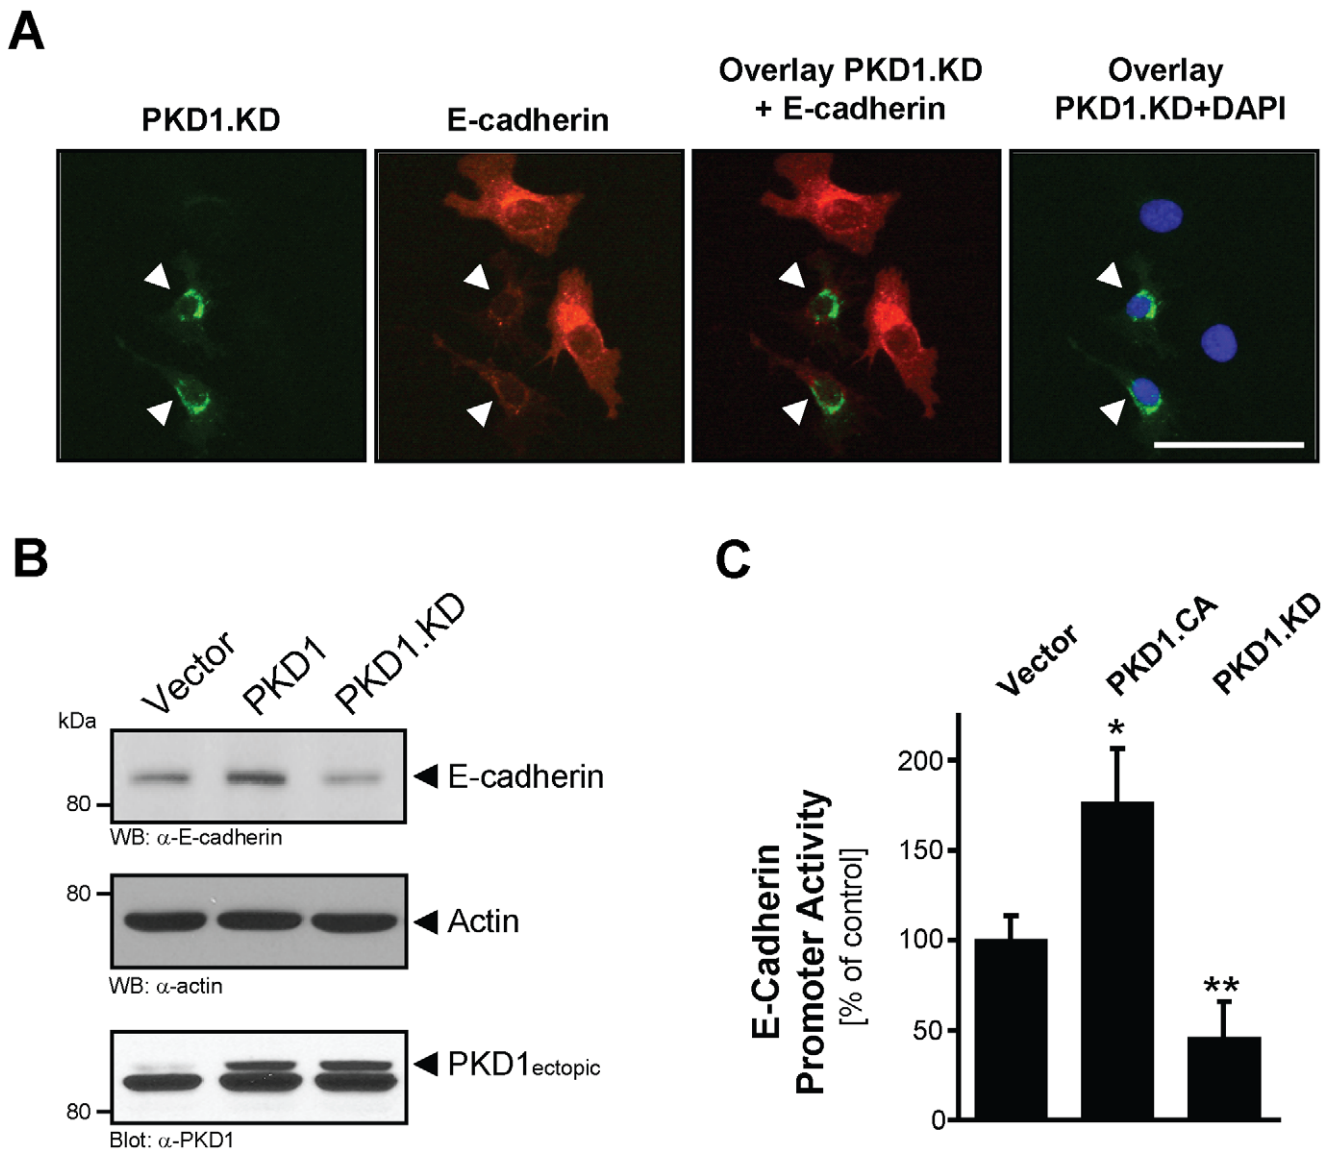 A
PKD1.KD
E-cadherin
Overlay PKD1.KD
+ E-cadherin
Overlay
PKD1.KD+DAPI
B
Vector
PKD1
PKD1.KD
kDa
80
E-cadherin
WB: α-E-cadherin
80
Actin
WB: α-actin
PKD1ectopic
80
Blot: α-PKD1
C
Vector
PKD1.CA
PKD1.KD
E-Cadherin
Promoter Activity
[% of control]
200
150
100
50
0
*
**